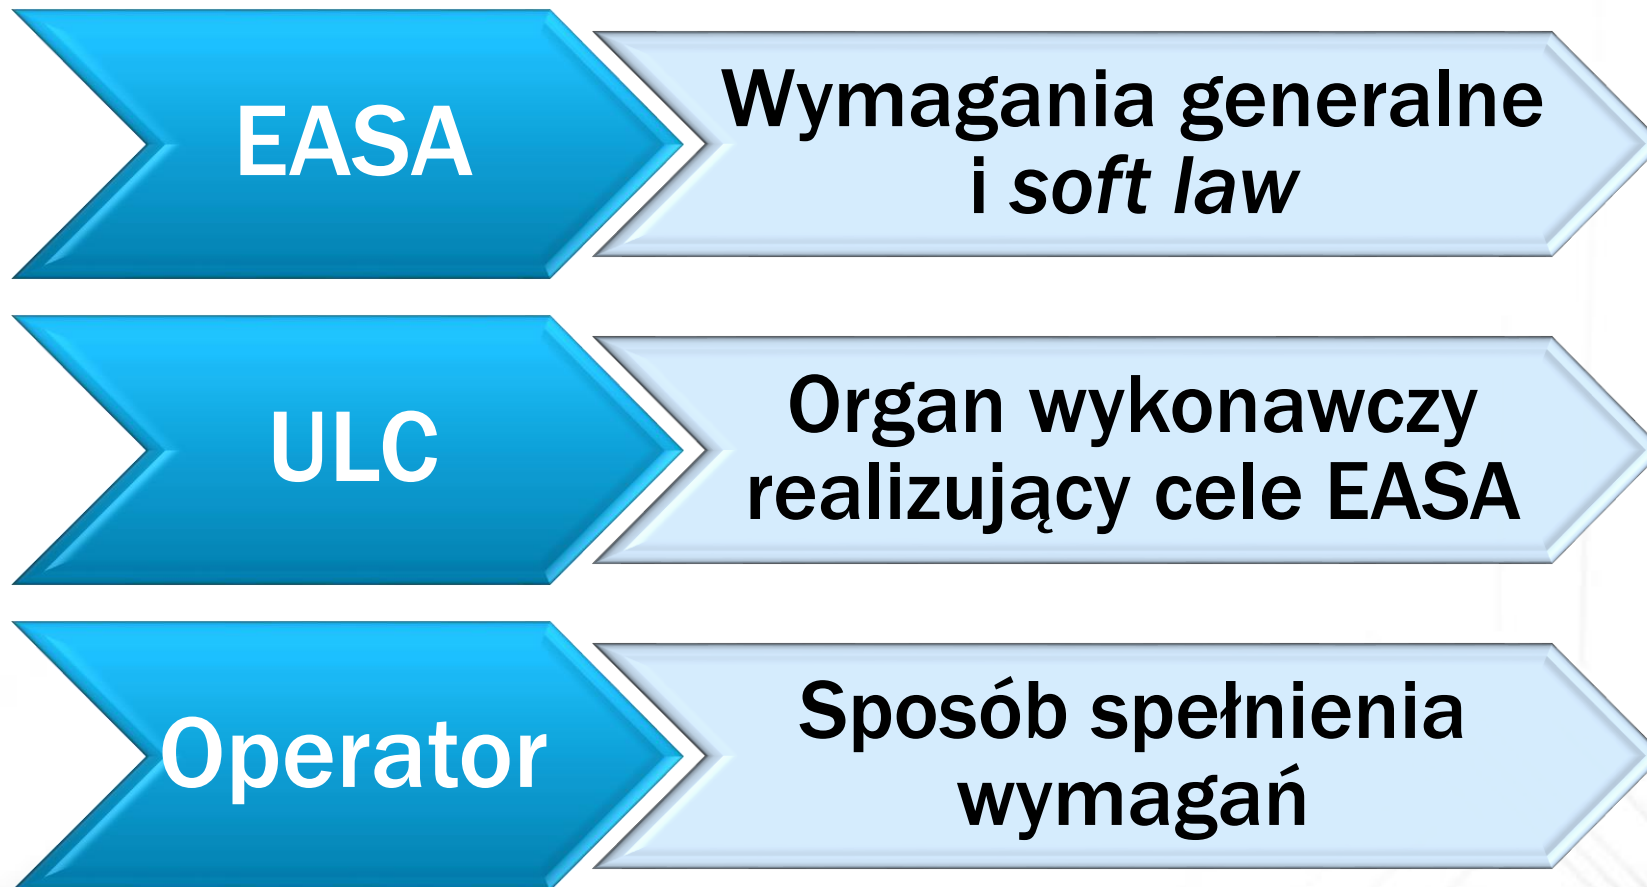 EASA
Wymagania generalne
i soft law
ULC
Organ wykonawczy
realizujący cele EASA
Operator
Sposób spełnienia
wymagań